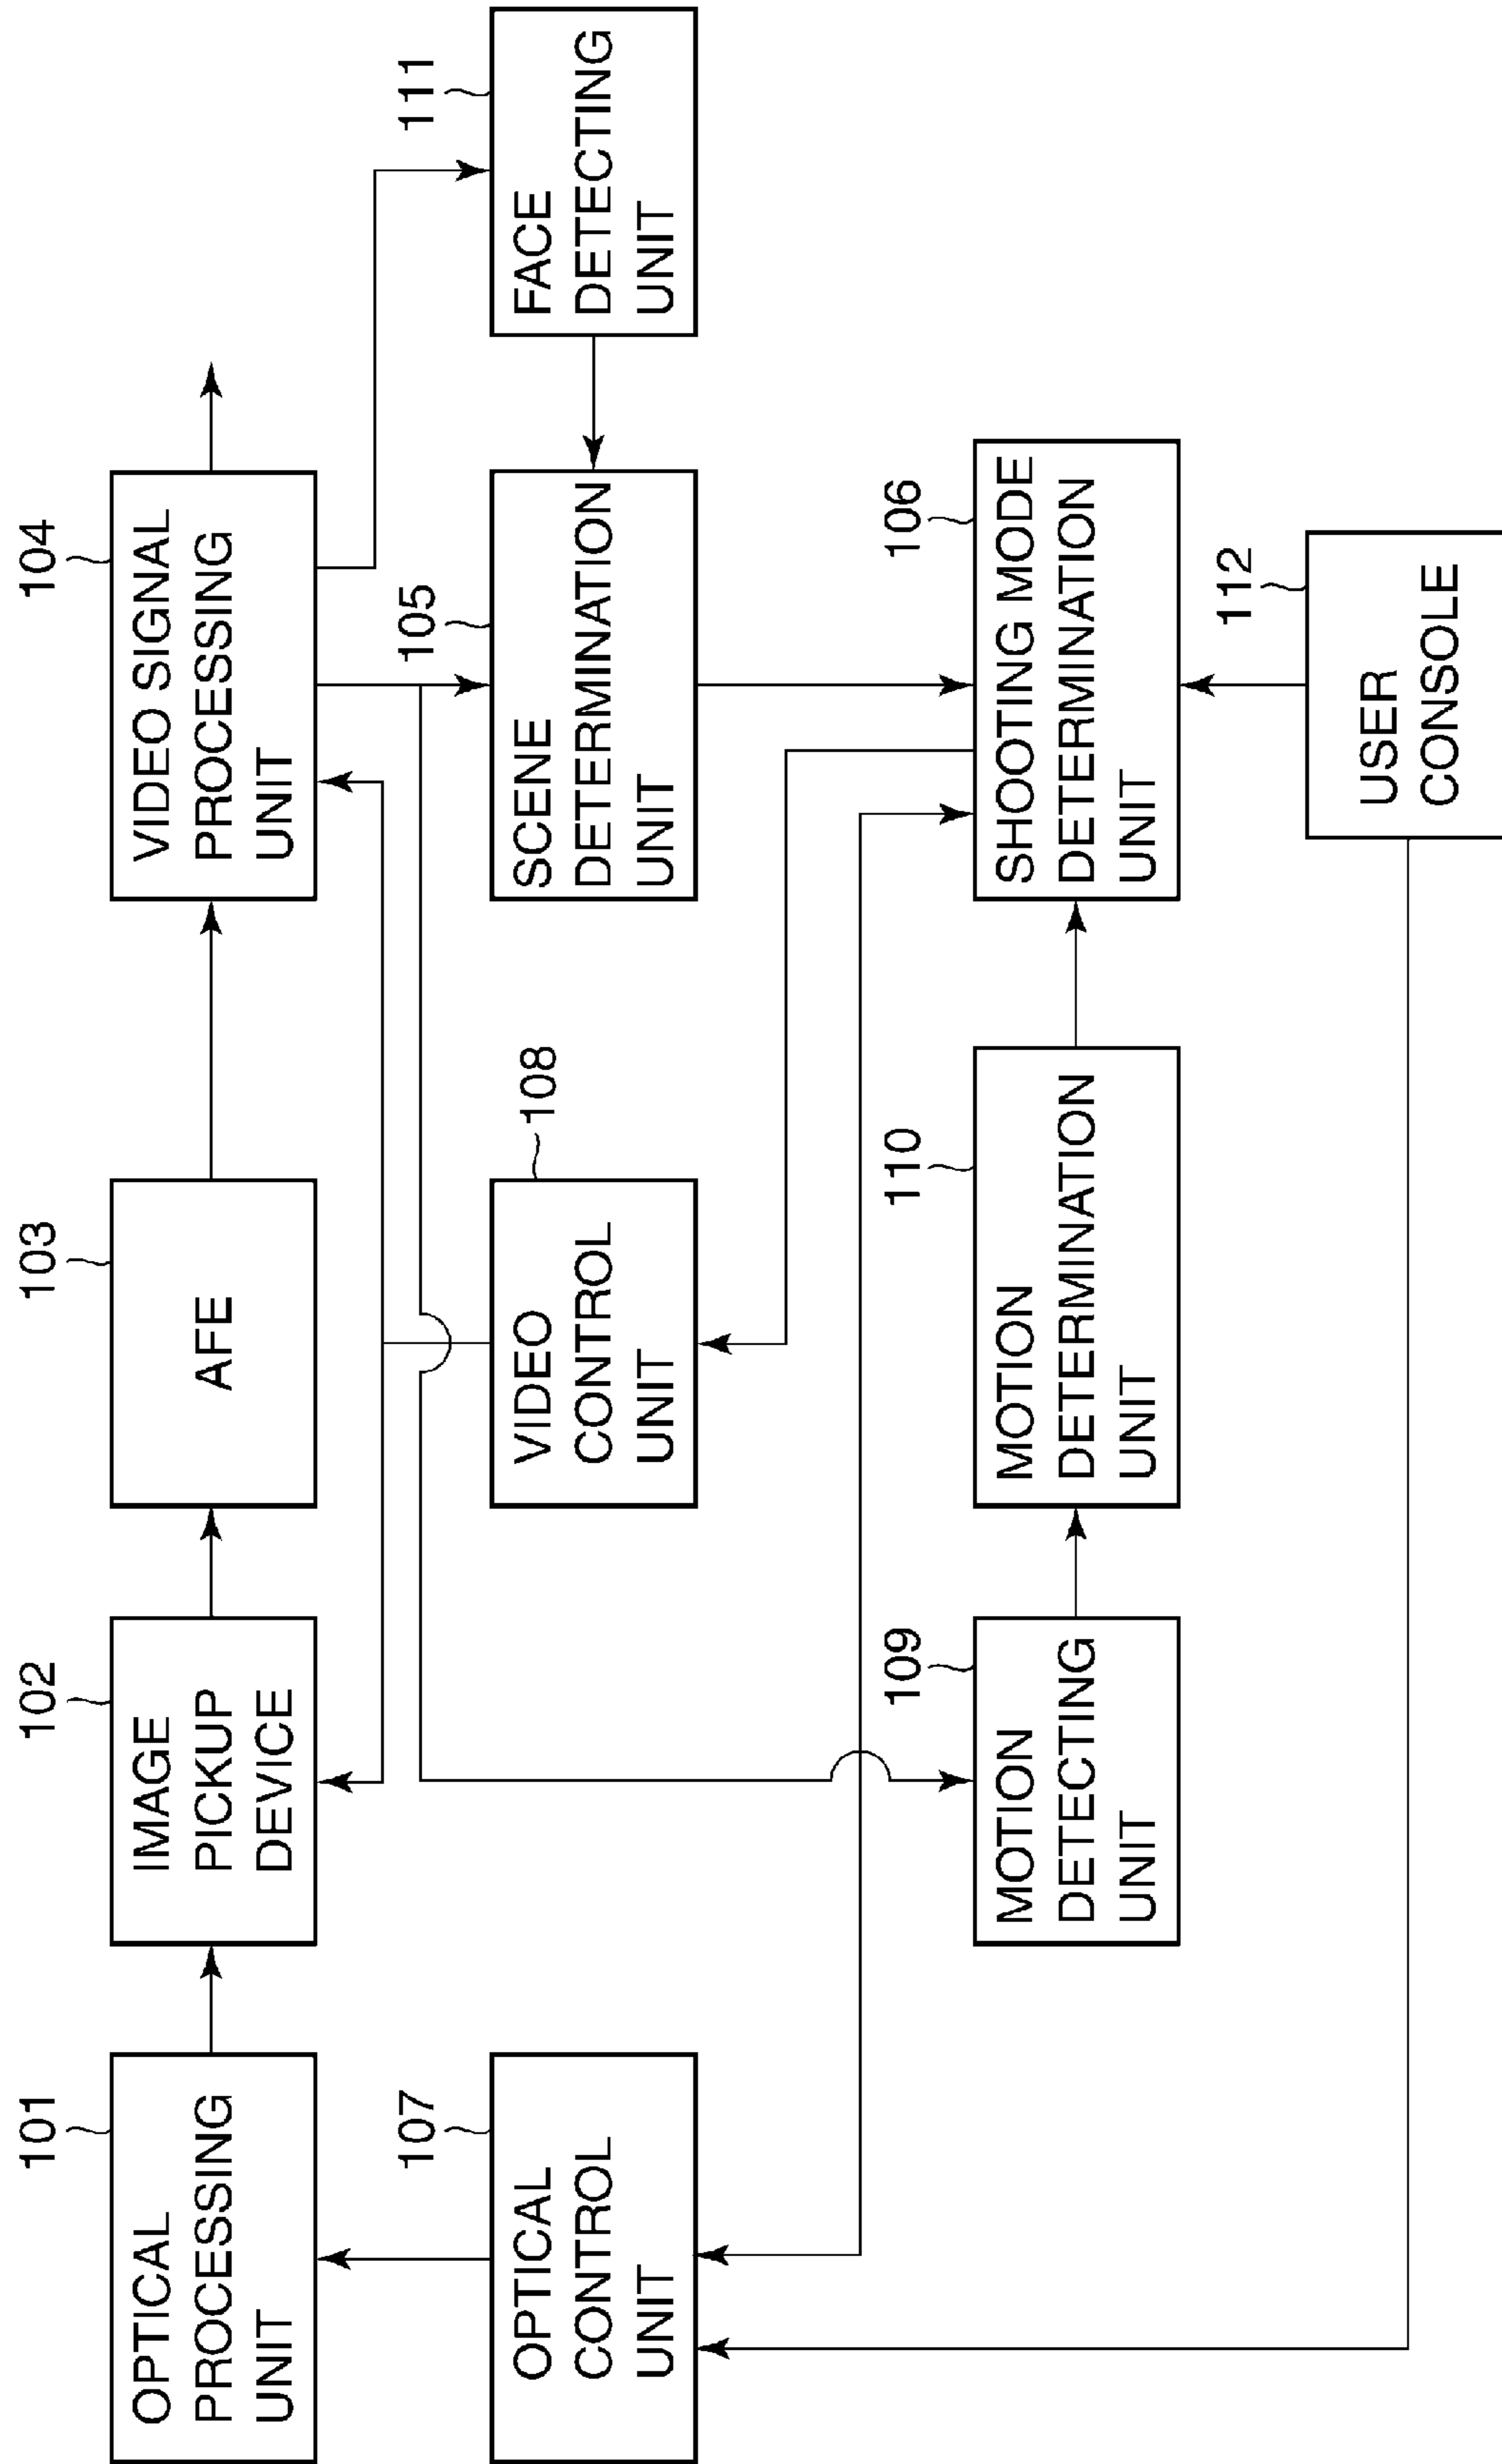 101
OPTICAL
PROCESSING
UNIT
102
IMAGE
PICKUP
DEVICE
103
AFE
104
VIDEO SIGNAL
PROCESSING
UNIT
107
OPTICAL
CONTROL
UNIT
108
VIDEO
CONTROL
UNIT
105
SCENE
DETERMINATION
UNIT
111
FACE
DETECTING
UNIT
109
MOTION
DETECTING
UNIT
110
MOTION
DETERMINATION
UNIT
106
SHOOTING MODE
DETERMINATION
UNIT
112
USER
CONSOLE